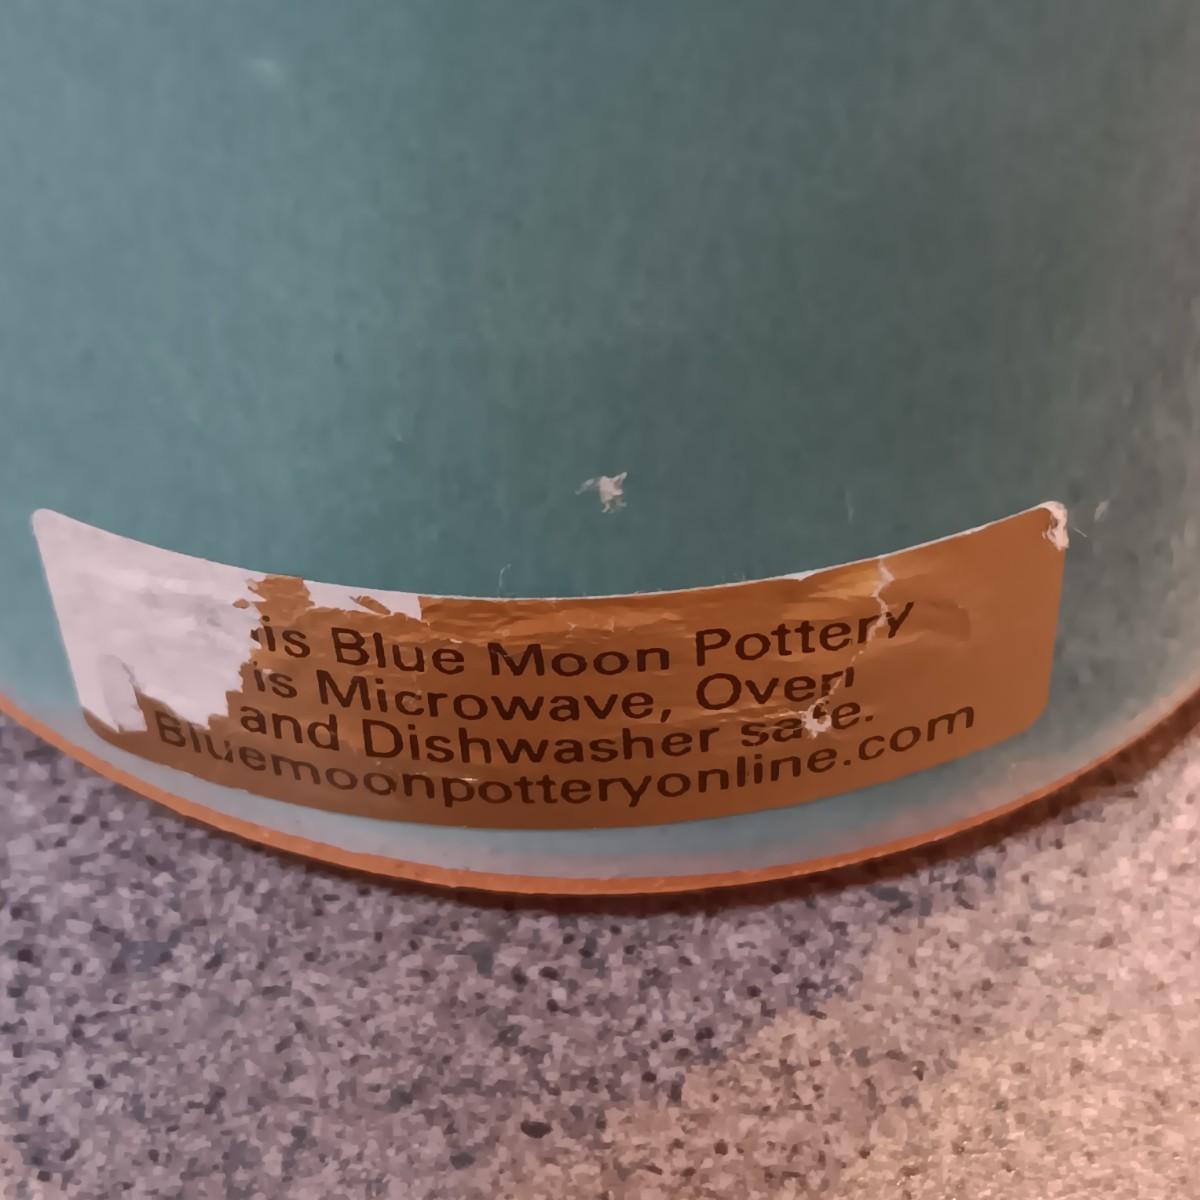 is Blue Moon Pottery
is Microwave, Oven
and Dishwasher safe.
Bluemoonpotteryonline.com